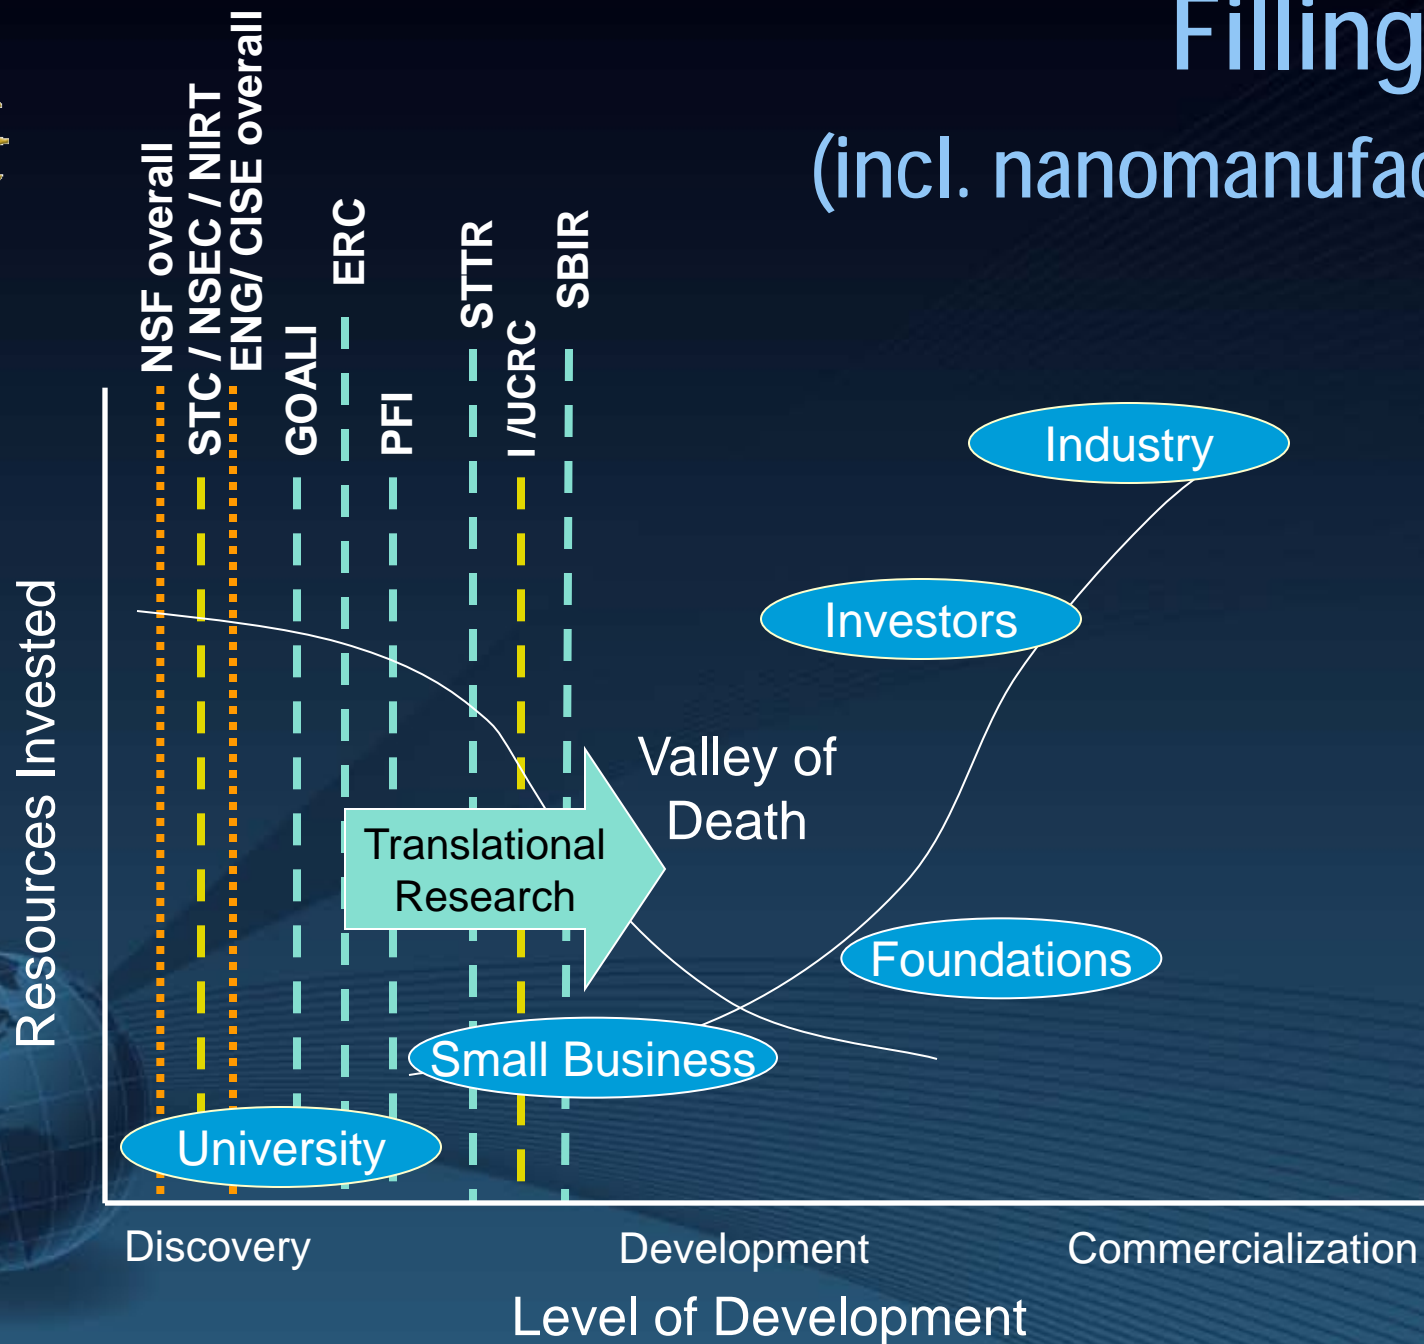 Filling
(incl. nanomanufac
NSF overall
STC / NSEC / NIRT
ENG/ CISE overall
GOALI
ERC
PFI
STTR
I /UCRC
SBIR
Industry
Investors
Valley of
Death
Translational
Research
Foundations
Small Business
University
Resources Invested
Discovery
Development
Commercialization
Level of Development